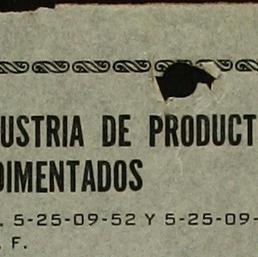 USTRIA DE PRODUCT
DIMENTADOS
. 5-25-09-52 Y 5-25-09-
. F.